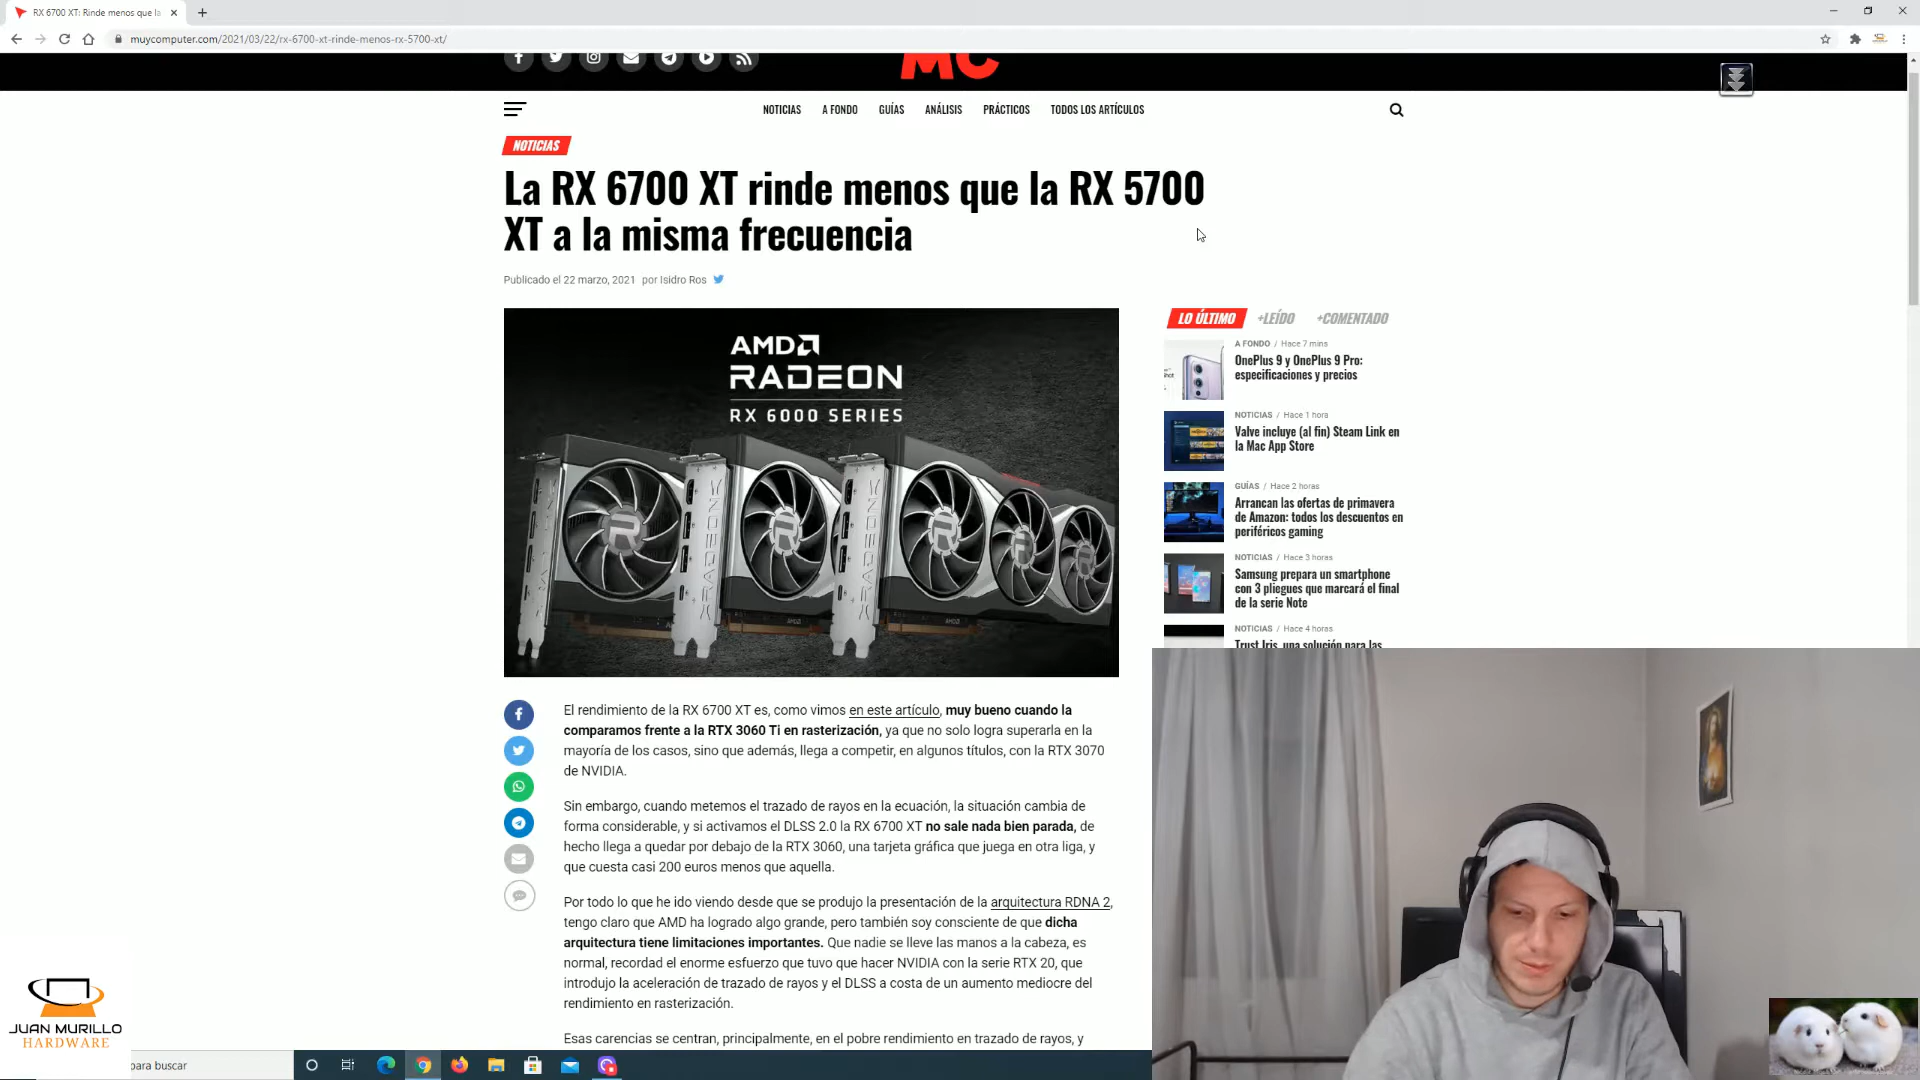 RX 6700 XT: Rinde menos que la
muycomputer.com/2021/03/22/rx-6700-xt-rinde-menos-rx-5700-xt/
MC
NOTICIAS
A FONDO
GUÍAS
ANÁLISIS
PRÁCTICOS
TODOS LOS ARTÍCULOS
NOTICIAS
La RX 6700 XT rinde menos que la RX 5700
XT a la misma frecuencia
Publicado el 22 marzo, 2021 por Isidro Ros
AMD
RADEON
RX 6000 SERIES
RADEON
RADEON
LO ÚLTIMO
+LEÍDO
+COMENTADO
A FONDO / Hace 7 mins
OnePlus 9 y OnePlus 9 Pro:
especificaciones y precios
NOTICIAS / Hace 1 hora
Valve incluye (al fin) Steam Link en
la Mac App Store
GUÍAS / Hace 2 horas
Arrancan las ofertas de primavera
de Amazon: todos los descuentos en
periféricos gaming
NOTICIAS / Hace 3 horas
Samsung prepara un smartphone
con 3 pliegues que marcará el final
de la serie Note
NOTICIAS / Hace 4 horas
Trust Iris, una solución para las
El rendimiento de la RX 6700 XT es, como vimos en este artículo, muy bueno cuando la
comparamos frente a la RTX 3060 Ti en rasterización, ya que no solo logra superarla en la
mayoría de los casos, sino que además, llega a competir, en algunos títulos, con la RTX 3070
de NVIDIA.
Sin embargo, cuando metemos el trazado de rayos en la ecuación, la situación cambia de
forma considerable, y si activamos el DLSS 2.0 la RX 6700 XT no sale nada bien parada, de
hecho llega a quedar por debajo de la RTX 3060, una tarjeta gráfica que juega en otra liga, y
que cuesta casi 200 euros menos que aquella.
Por todo lo que he ido viendo desde que se produjo la presentación de la arquitectura RDNA 2,
tengo claro que AMD ha logrado algo grande, pero también soy consciente de que dicha
arquitectura tiene limitaciones importantes. Que nadie se lleve las manos a la cabeza, es
normal, recordad el enorme esfuerzo que tuvo que hacer NVIDIA con la serie RTX 20, que
introdujo la aceleración de trazado de rayos y el DLSS a costa de un aumento mediocre del
rendimiento en rasterización.
Esas carencias se centran, principalmente, en el pobre rendimiento en trazado de rayos, y
JUAN MURILLO
HARDWARE
para buscar